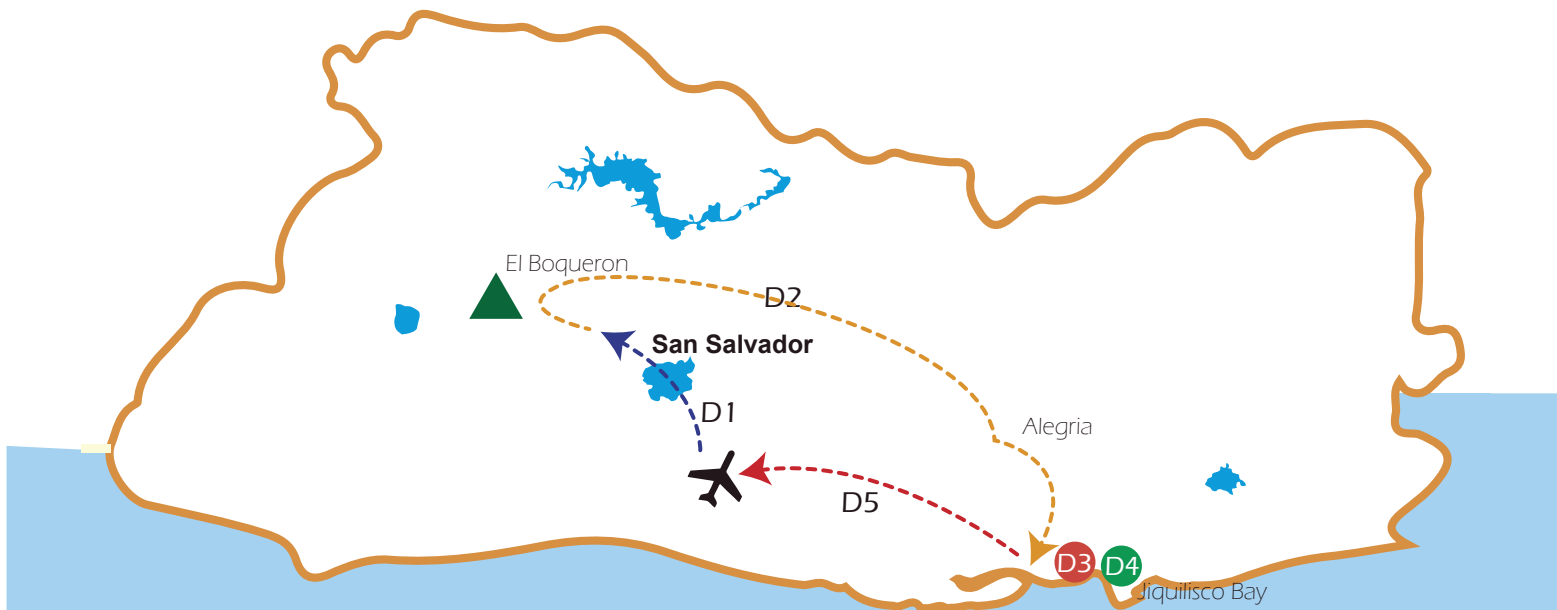 El Boqueron
D2
San Salvador
D1
Alegria
D5
D3
D4
Jiquilisco Bay